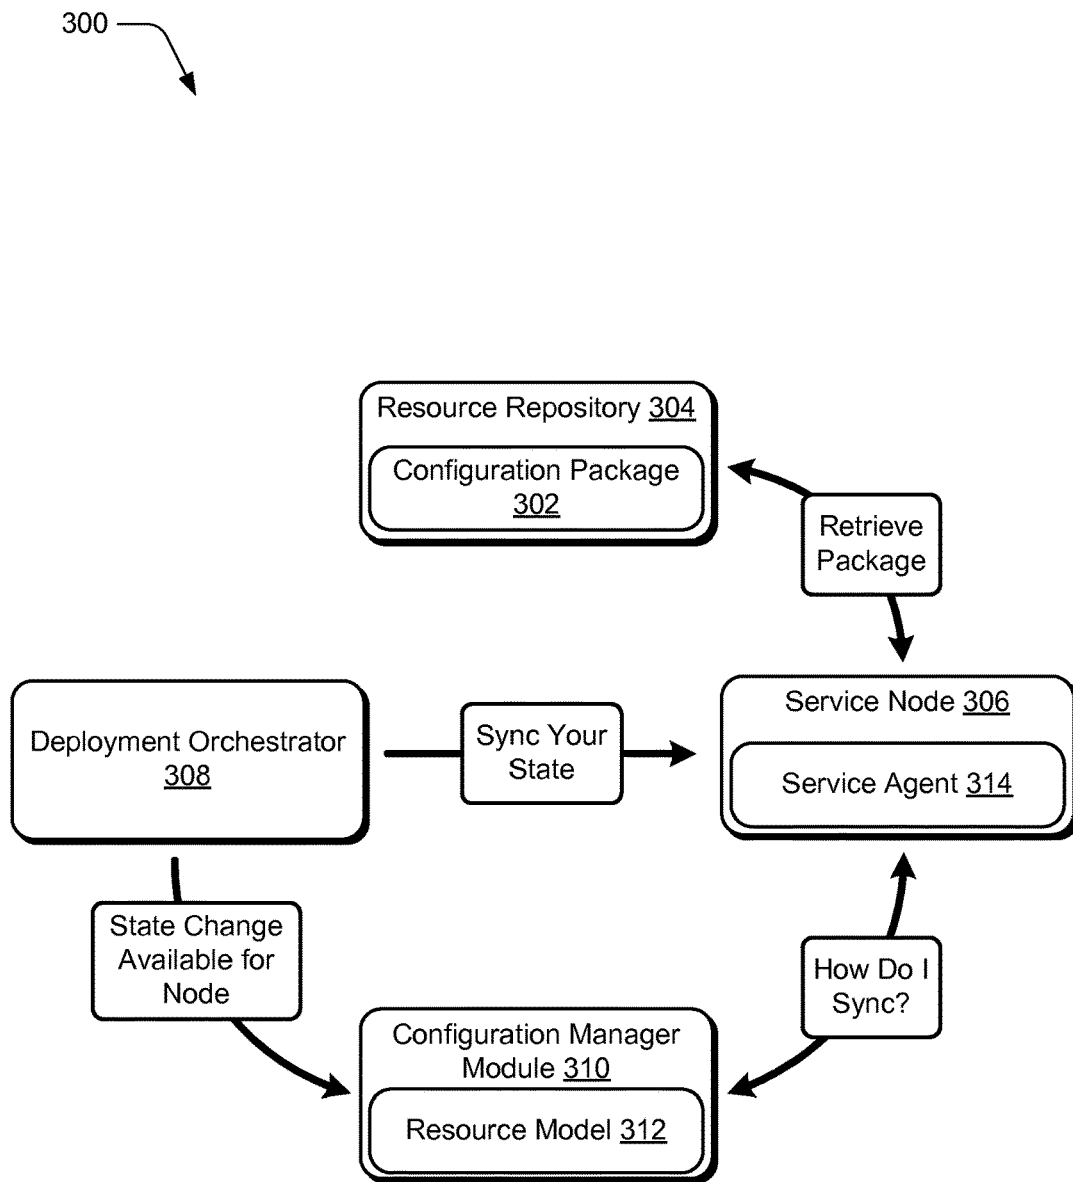 300
Resource Repository 304
Configuration Package
302
Retrieve
Package
Deployment Orchestrator
308
Sync Your
State
Service Node 306
Service Agent 314
State Change
Available for
Node
How Do I
Sync?
Configuration Manager
Module 310
Resource Model 312